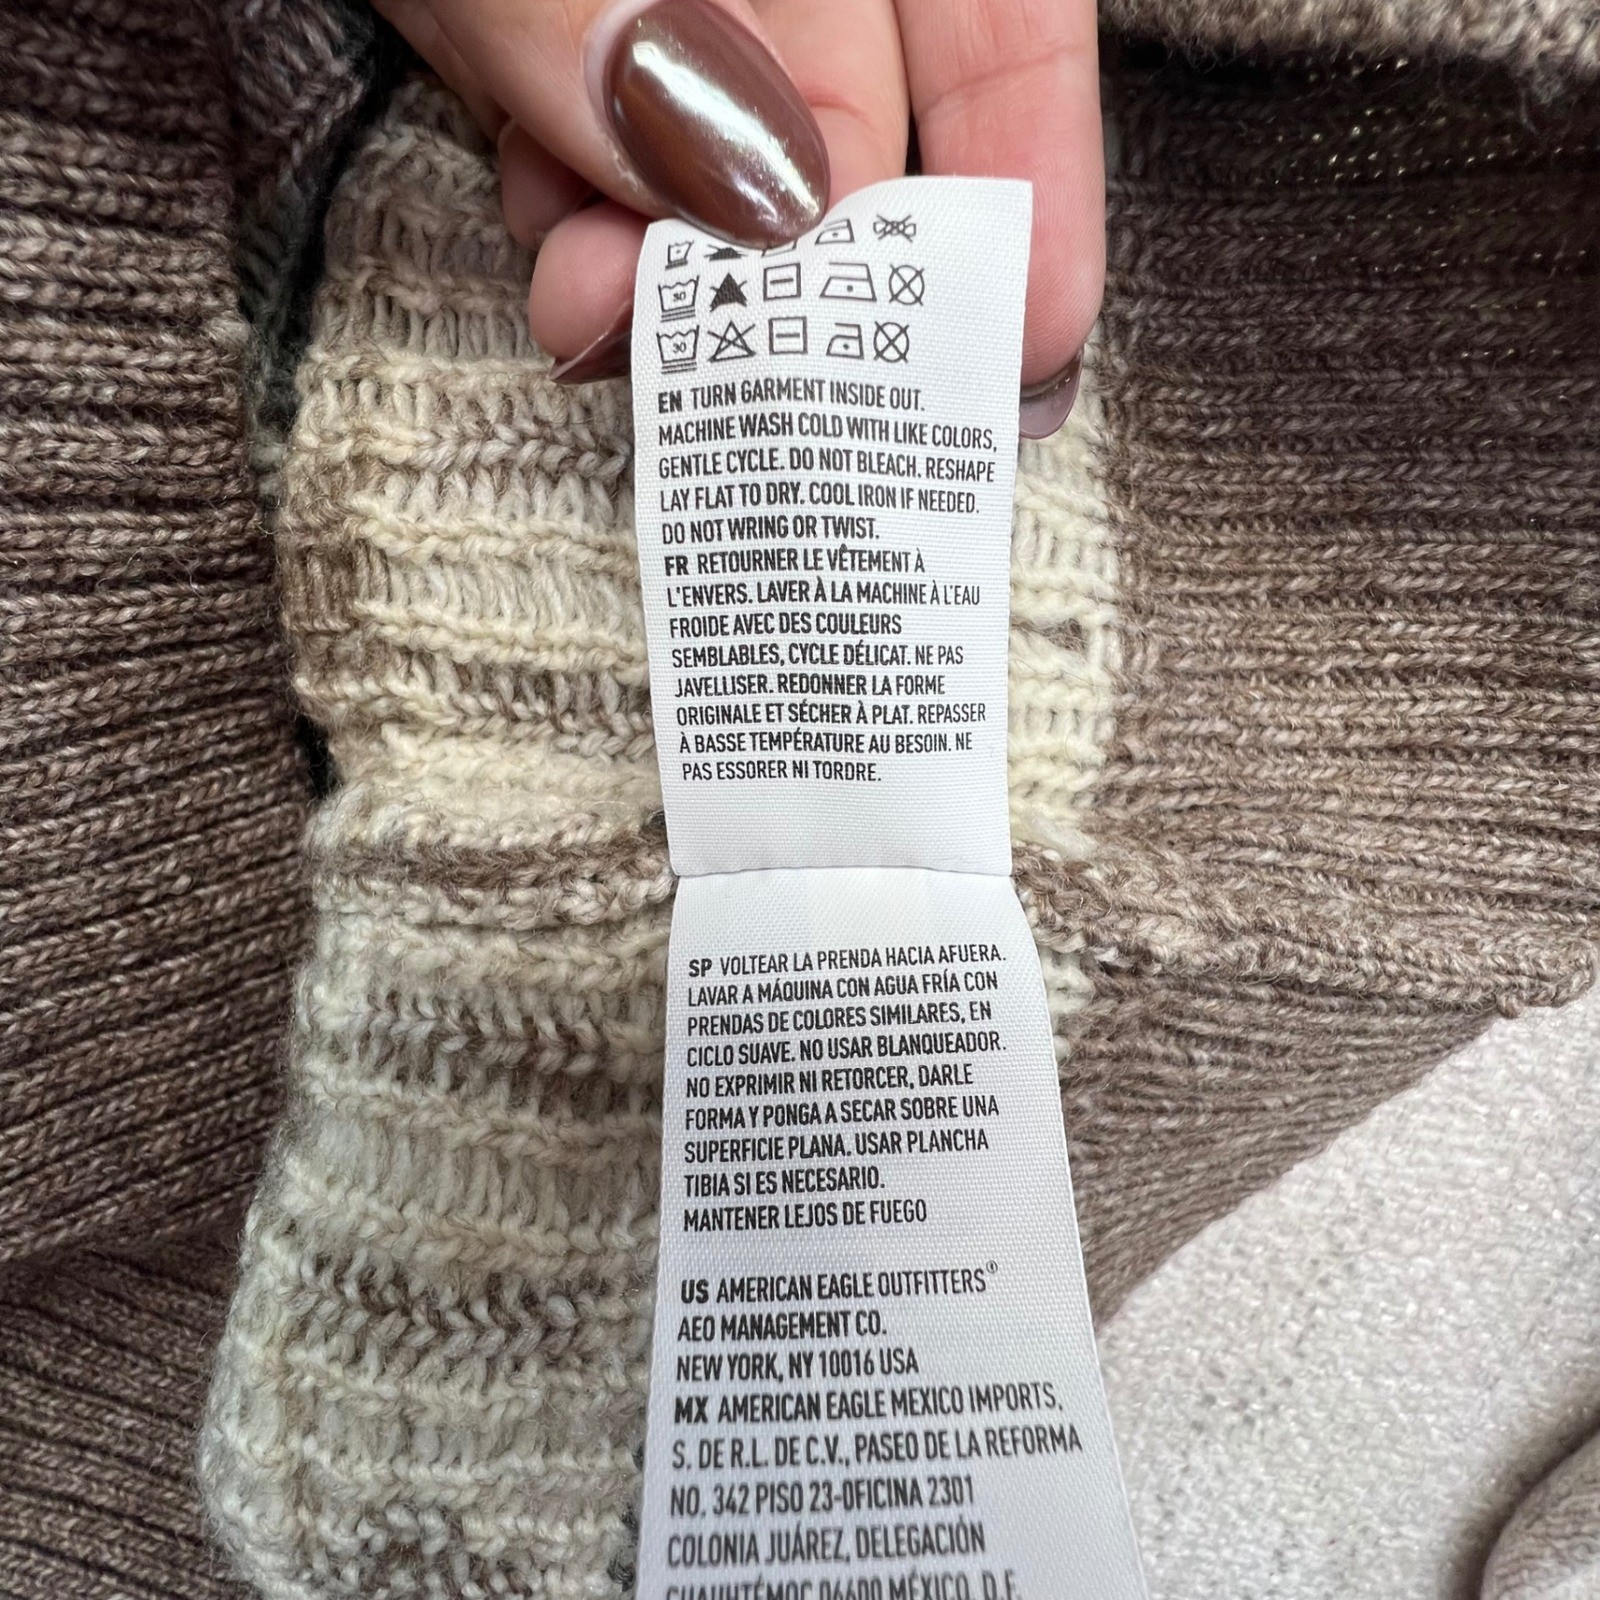 30
30
EN TURN GARMENT INSIDE OUT.
MACHINE WASH COLD WITH LIKE COLORS,
GENTLE CYCLE. DO NOT BLEACH. RESHAPE
LAY FLAT TO DRY. COOL IRON IF NEEDED.
DO NOT WRING OR TWIST.
FR RETOURNER LE VÊTEMENT À
L'ENVERS. LAVER À LA MACHINE À L'EAU
FROIDE AVEC DES COULEURS
SEMBLABLES, CYCLE DÉLICAT. NE PAS
JAVELLISER. REDONNER LA FORME
ORIGINALE ET SÉCHER À PLAT. REPASSER
À BASSE TEMPÉRATURE AU BESOIN. NE
PAS ESSORER NI TORDRE.
SP VOLTEAR LA PRENDA HACIA AFUERA.
LAVAR A MÁQUINA CON AGUA FRÍA CON
PRENDAS DE COLORES SIMILARES, EN
CICLO SUAVE. NO USAR BLANQUEADOR.
NO EXPRIMIR NI RETORCER, DARLE
FORMA Y PONGA A SECAR SOBRE UNA
SUPERFICIE PLANA. USAR PLANCHA
TIBIA SI ES NECESARIO.
MANTENER LEJOS DE FUEGO
US AMERICAN EAGLE OUTFITTERS®
AEO MANAGEMENT CO.
NEW YORK, NY 10016 USA
MX AMERICAN EAGLE MEXICO IMPORTS,
S. DE R.L. DE C.V., PASEO DE LA REFORMA
NO. 342 PISO 23-OFICINA 2301
COLONIA JUÁREZ, DELEGACIÓN
CUAUHTÉMOC 06600 MÉXICO, D.F.